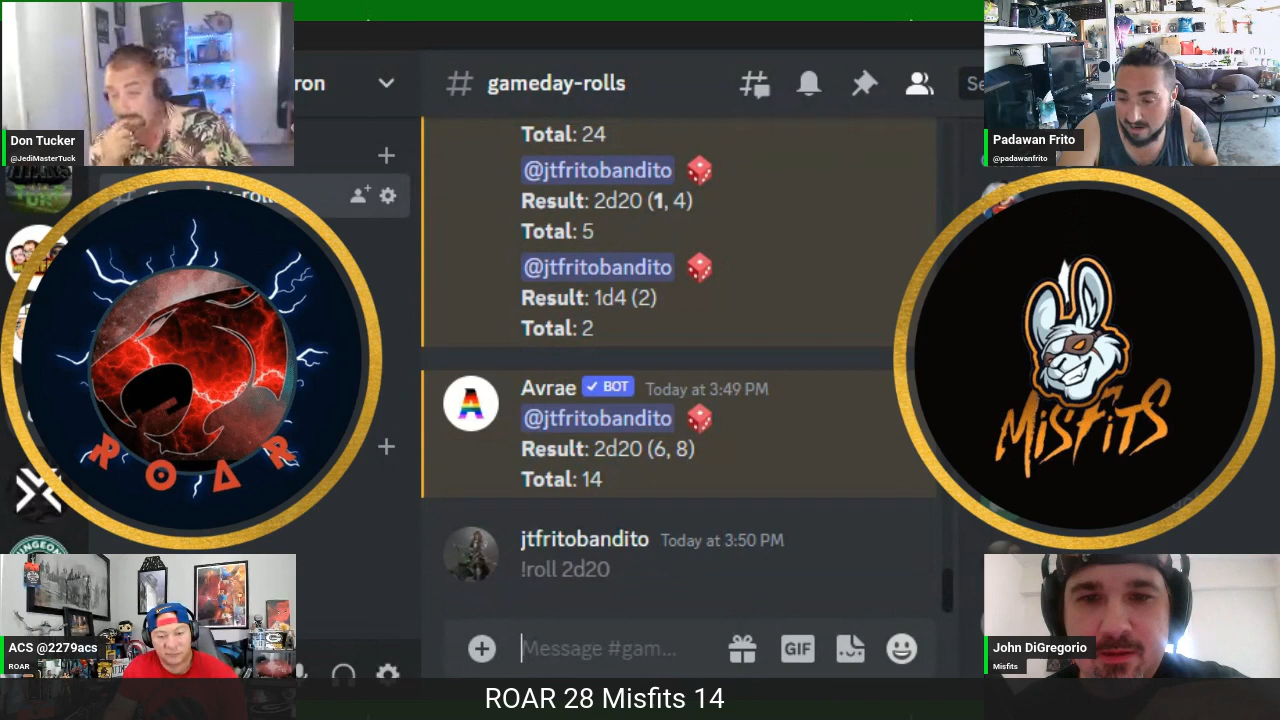 Don Tucker
@JediMasterTuck
ron
# gameday-rolls
Se
Padawan Frito
@padawanfrito
Total: 24
@jtfritobandito
Result: 2d20 (1, 4)
Total: 5
@jtfritobandito
Result: 1d4 (2)
Total: 2
Avrae ✓ BOT Today at 3:49 PM
@jtfritobandito
Result: 2d20 (6, 8)
Total: 14
jtfritobandito Today at 3:50 PM
!roll 2d20
Message #gam...
GIF
ROAR
MiSFiTS
ACS @2279acs
ROAR
John DiGregorio
Misfits
ROAR 28 Misfits 14